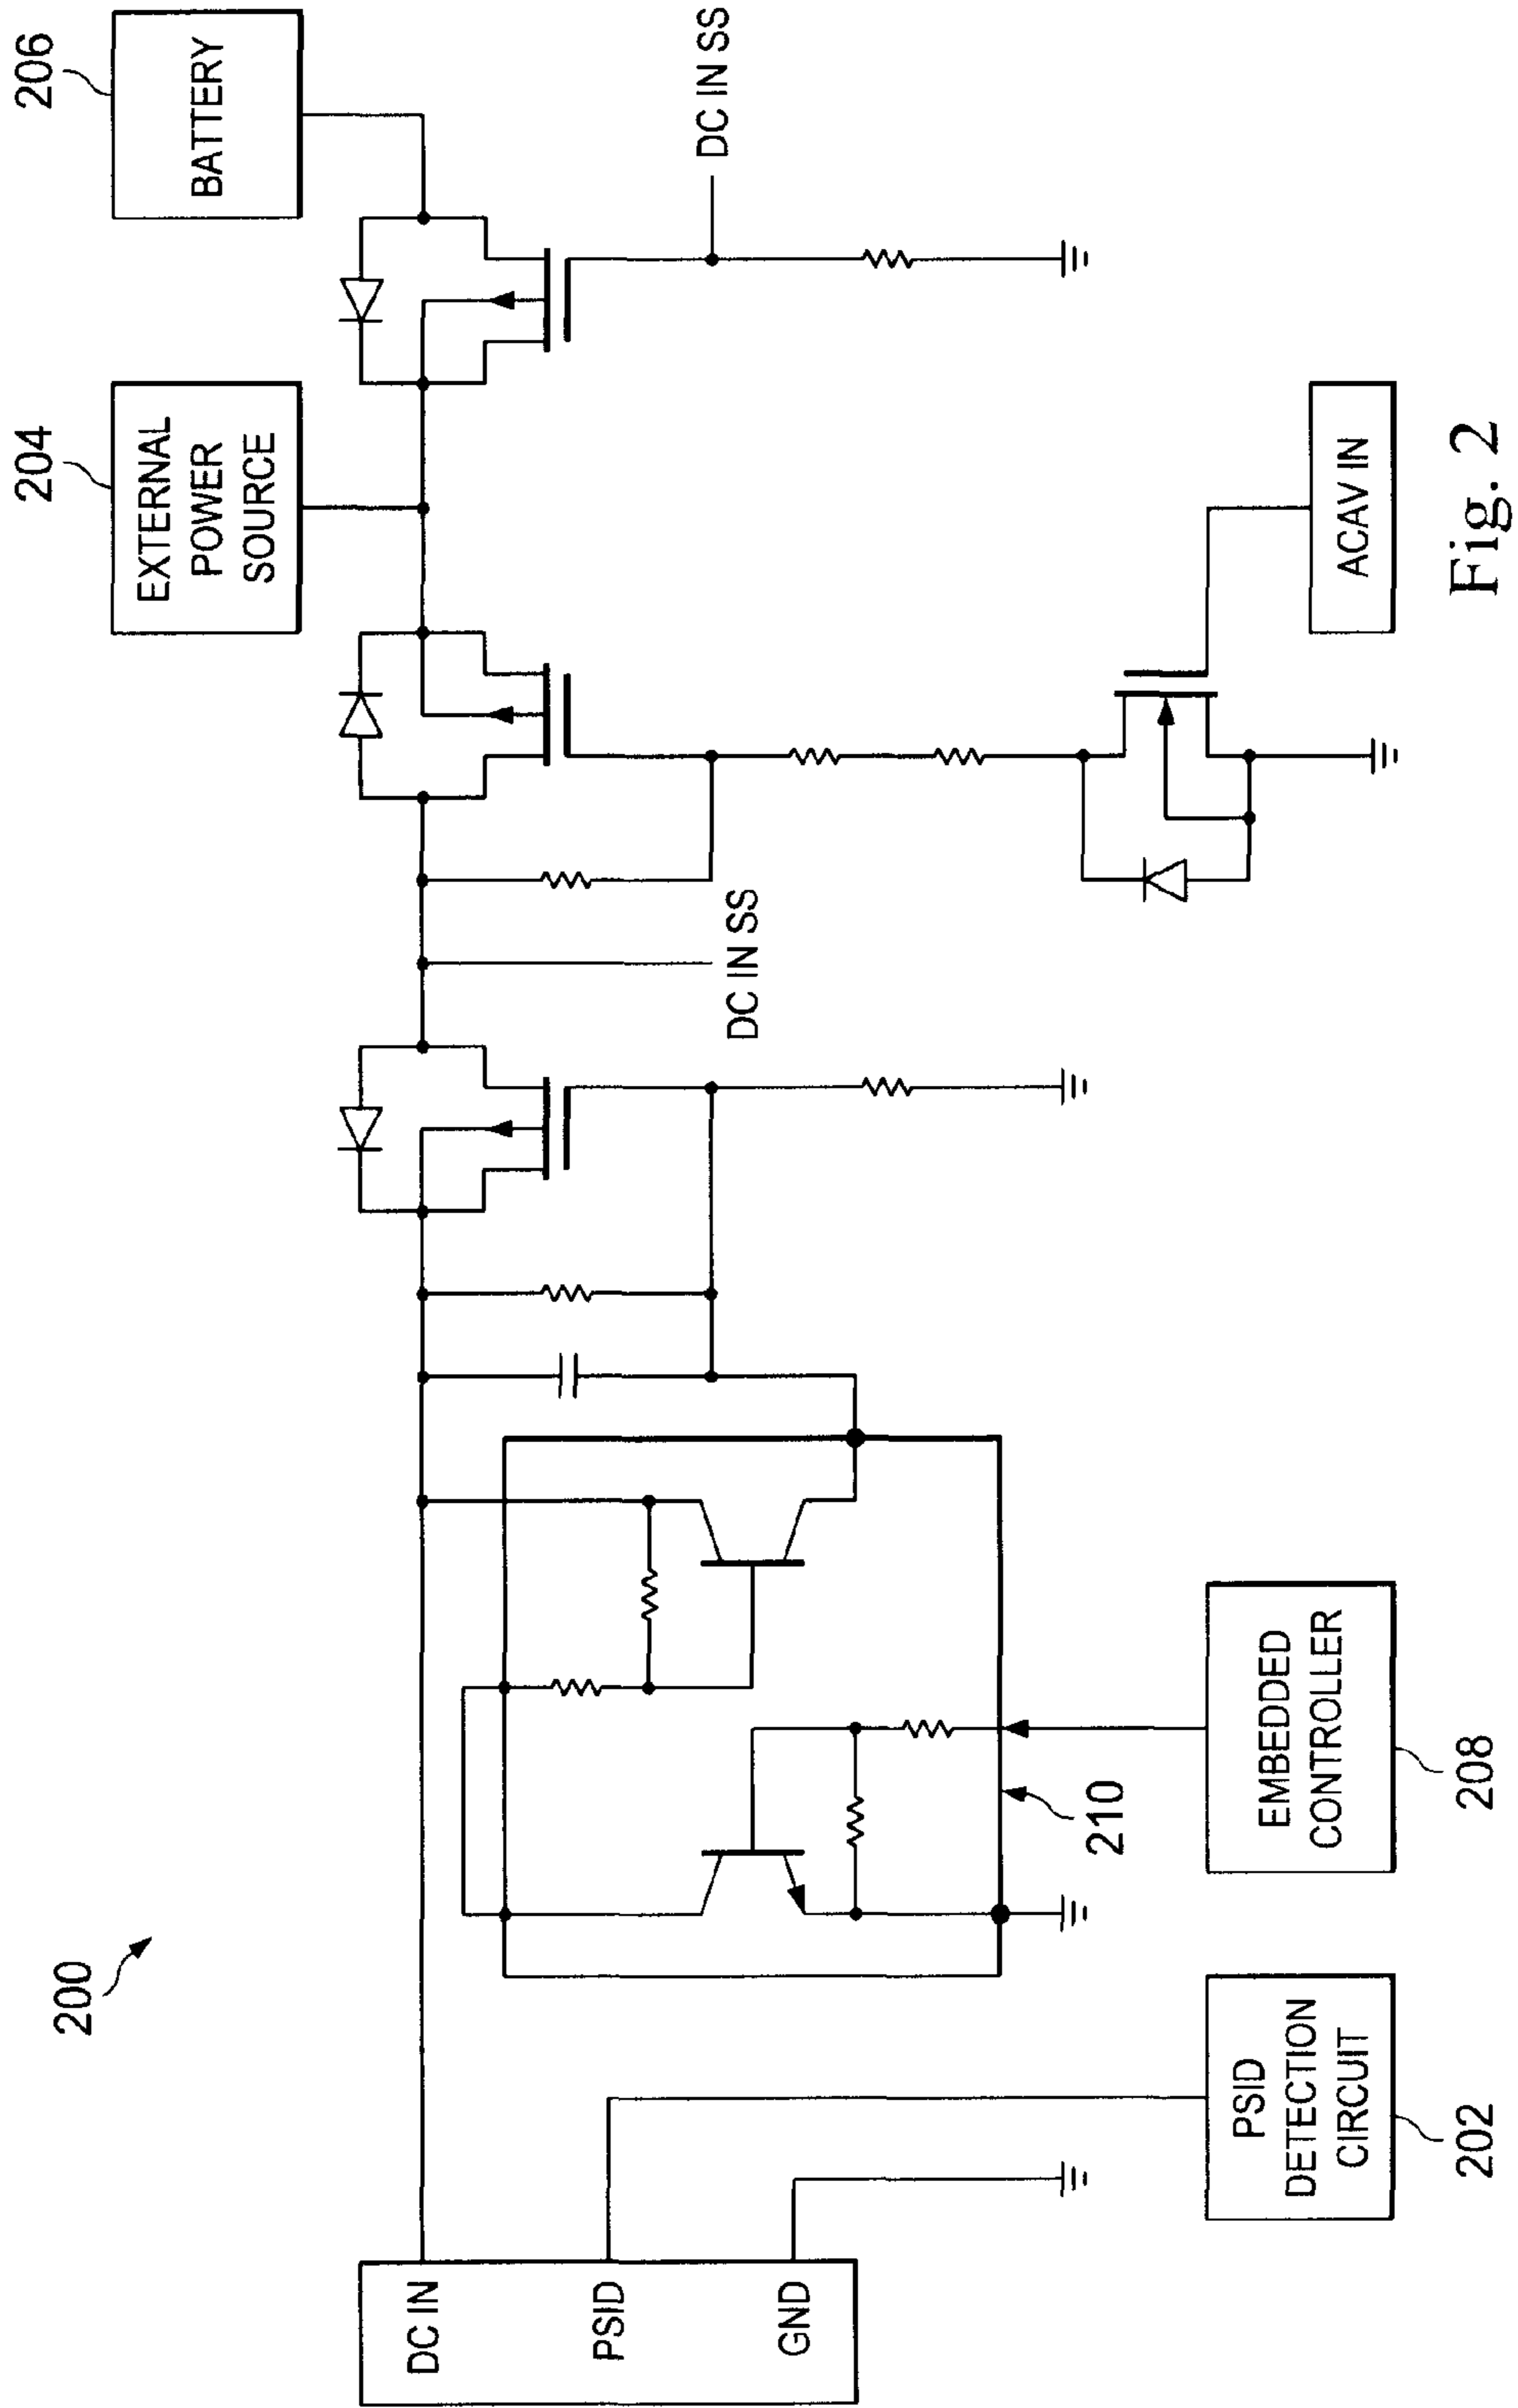 200
204
206
EXTERNAL
POWER
SOURCE
BATTERY
DC IN
PSID
GND
DC IN SS
DC IN SS
210
PSID
DETECTION
CIRCUIT
202
EMBEDDED
CONTROLLER
208
ACAV IN
Fig. 2